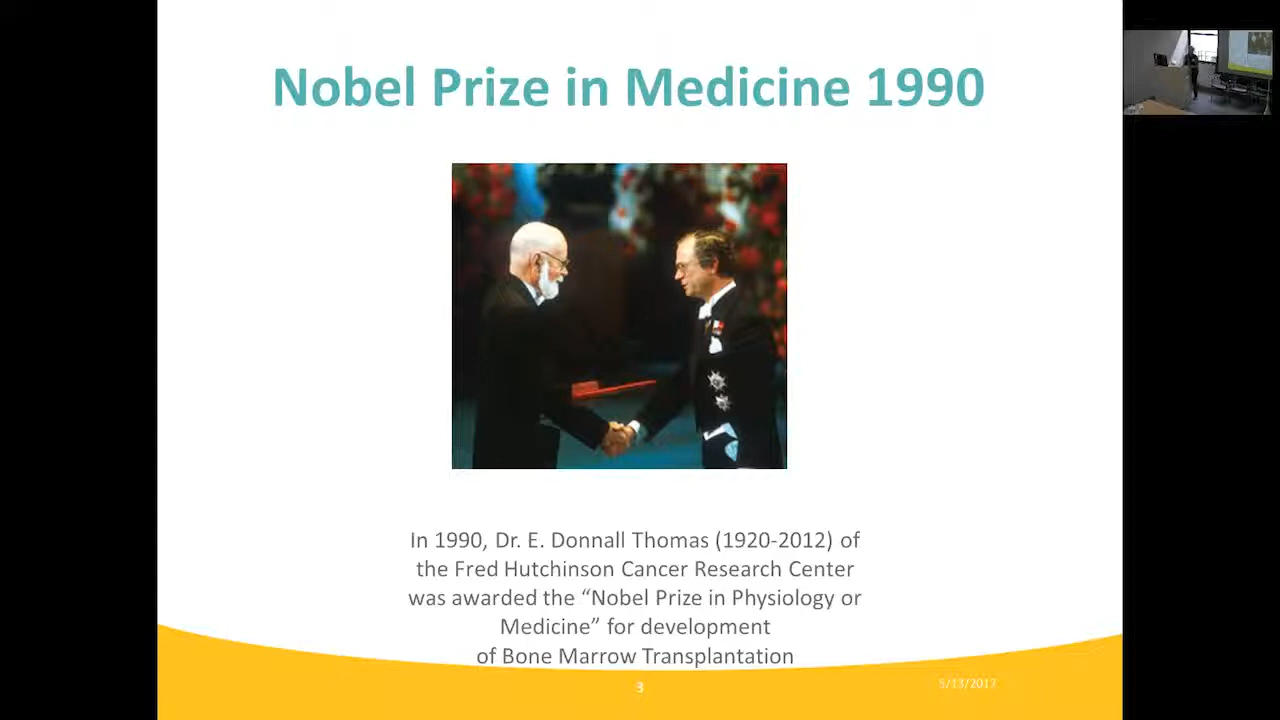 Nobel Prize in Medicine 1990
In 1990, Dr. E. Donnall Thomas (1920-2012) of
the Fred Hutchinson Cancer Research Center
was awarded the “Nobel Prize in Physiology or
Medicine” for development
of Bone Marrow Transplantation
3
5/13/2017